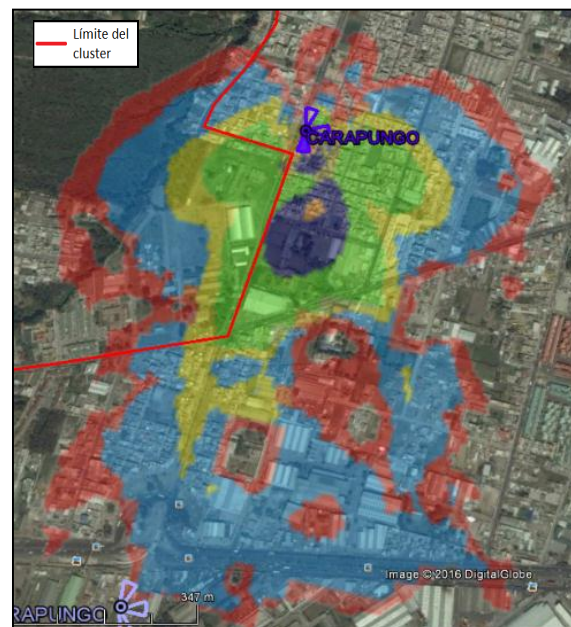 Límite del
cluster
CARAPUNGO
Image © 2016 DigitalGlobe
347 m
RAPUNGO